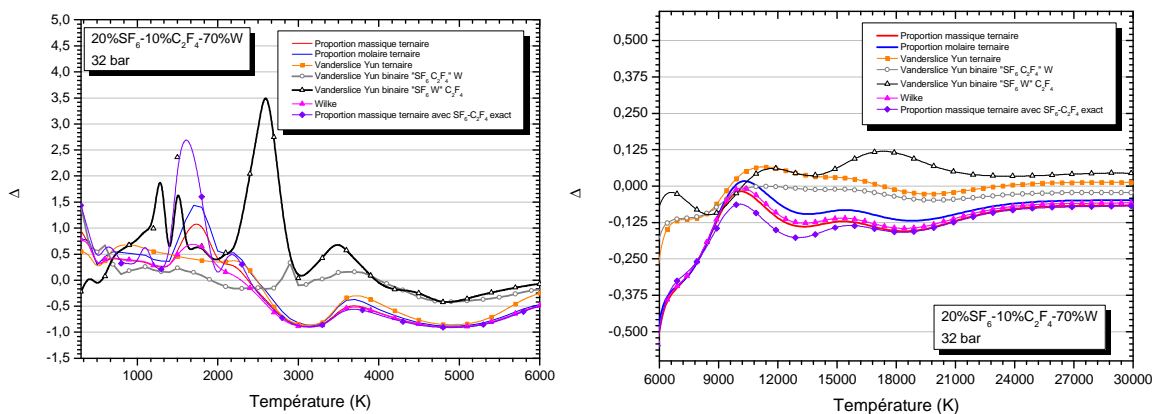 20%SF₆-10%C₂F₄-70%W
32 bar
Proportion massique ternaire
Proportion molaire ternaire
Vanderslice Yun ternaire
Vanderslice Yun binaire "SF₆ C₂F₄" W
Vanderslice Yun binaire "SF₆ W" C₂F₄
Wilke
Proportion massique ternaire avec SF₆-C₂F₄ exact
5,0
4,5
4,0
3,5
3,0
2,5
2,0
1,5
1,0
0,5
0,0
-0,5
-1,0
-1,5
Δ
1000 2000 3000 4000 5000 6000
Température (K)
Proportion massique ternaire
Proportion molaire ternaire
Vanderslice Yun ternaire
Vanderslice Yun binaire "SF₆ C₂F₄" W
Vanderslice Yun binaire "SF₆ W" C₂F₄
Wilke
Proportion massique ternaire avec SF₆-C₂F₄ exact
0,500
0,375
0,250
0,125
0,000
-0,125
-0,250
-0,375
-0,500
Δ
20%SF₆-10%C₂F₄-70%W
32 bar
6000 9000 12000 15000 18000 21000 24000 27000 30000
Température (K)